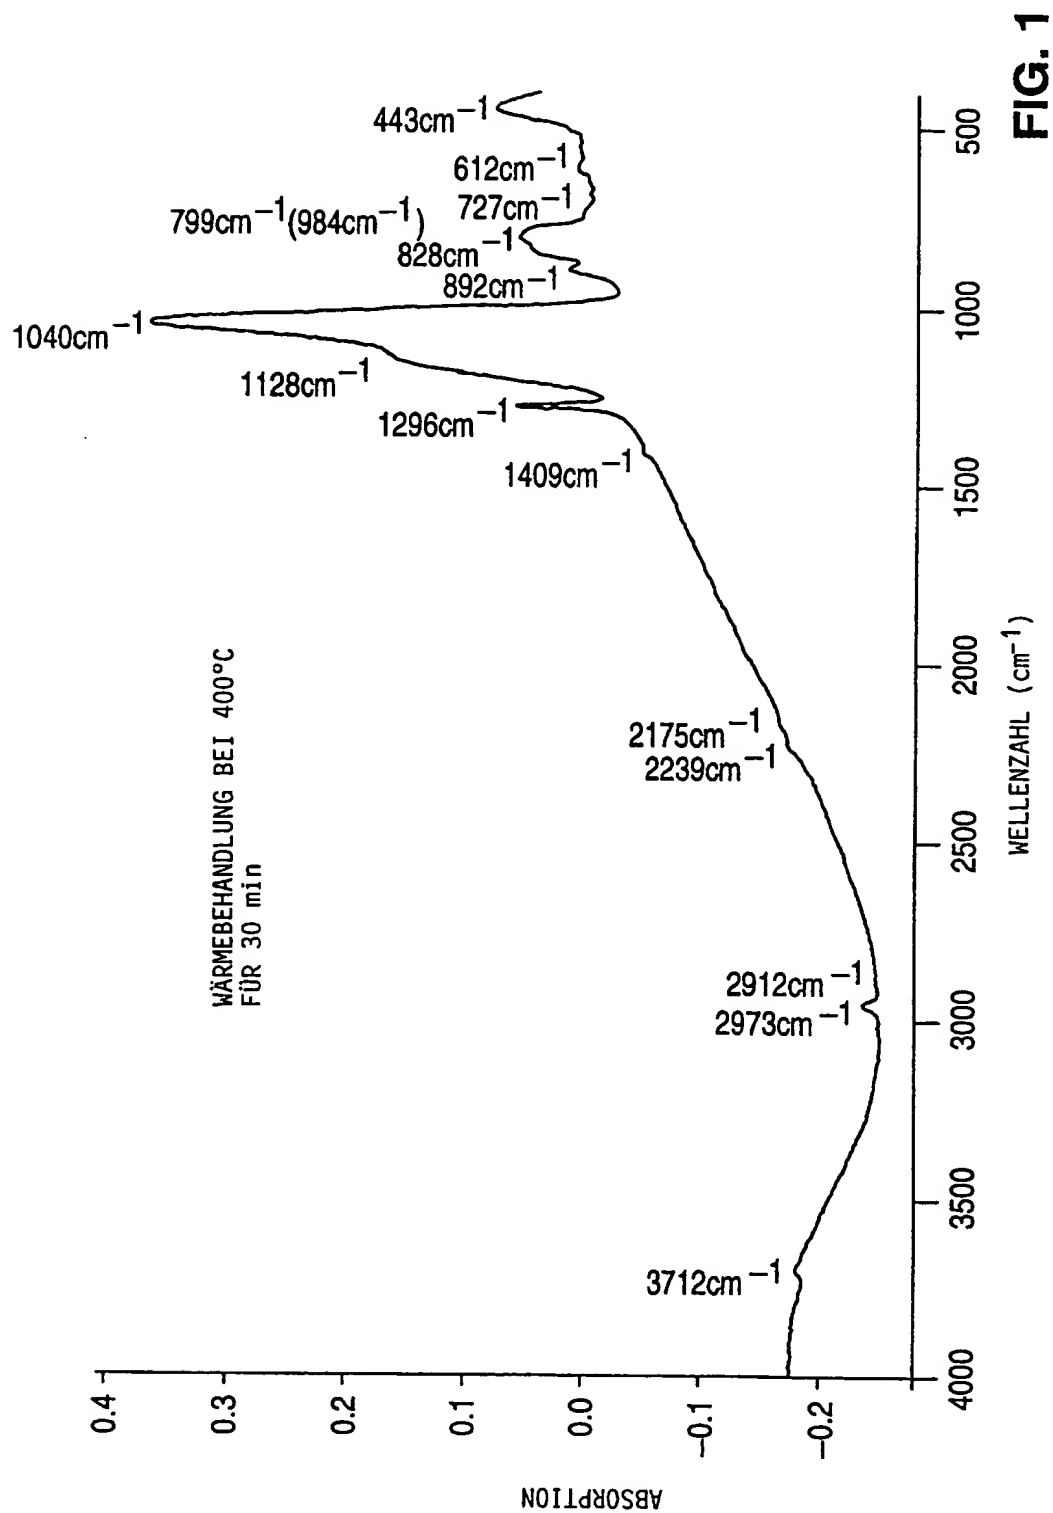 443cm⁻¹
612cm⁻¹
727cm⁻¹
799cm⁻¹(984cm⁻¹)
828cm⁻¹
892cm⁻¹
1040cm⁻¹
1128cm⁻¹
1296cm⁻¹
1409cm⁻¹
2175cm⁻¹
2239cm⁻¹
2912cm⁻¹
2973cm⁻¹
3712cm⁻¹
WÄRMEBEHANDLUNG BEI 400°C
FÜR 30 min
ABSORPTION
0.4
0.3
0.2
0.1
0.0
−0.1
−0.2
4000
3500
3000
2500
2000
1500
1000
500
WELLENZAHL (cm⁻¹)
FIG. 1